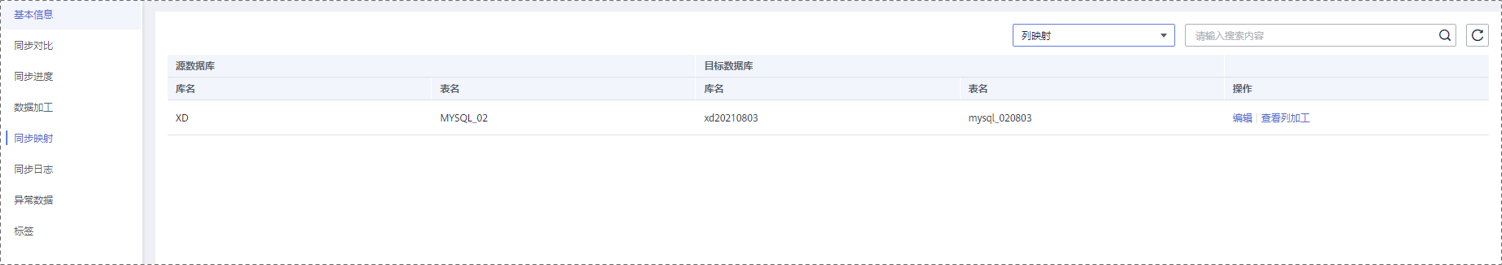 基本信息
同步对比
同步进度
数据加工
同步映射
同步日志
异常数据
标签
列映射 请输入搜索内容
源数据库 目标数据库
库名 表名 库名 表名 操作
XD MYSQL_02 xd20210803 mysql_020803 编辑 | 查看列加工